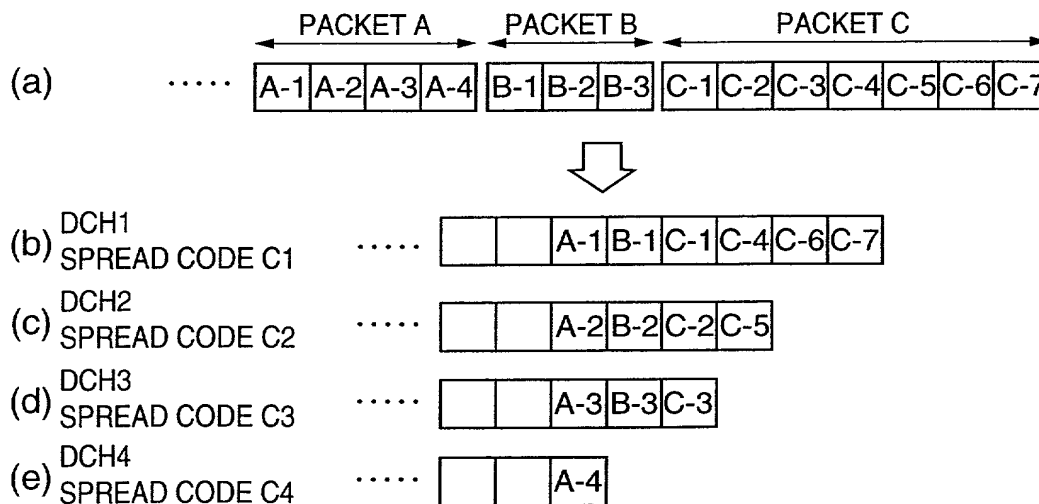 PACKET A PACKET B PACKET C
(a) ..... A-1 A-2 A-3 A-4 B-1 B-2 B-3 C-1 C-2 C-3 C-4 C-5 C-6 C-7
(b) DCH1
SPREAD CODE C1 ..... A-1 B-1 C-1 C-4 C-6 C-7
(c) DCH2
SPREAD CODE C2 ..... A-2 B-2 C-2 C-5
(d) DCH3
SPREAD CODE C3 ..... A-3 B-3 C-3
(e) DCH4
SPREAD CODE C4 ..... A-4